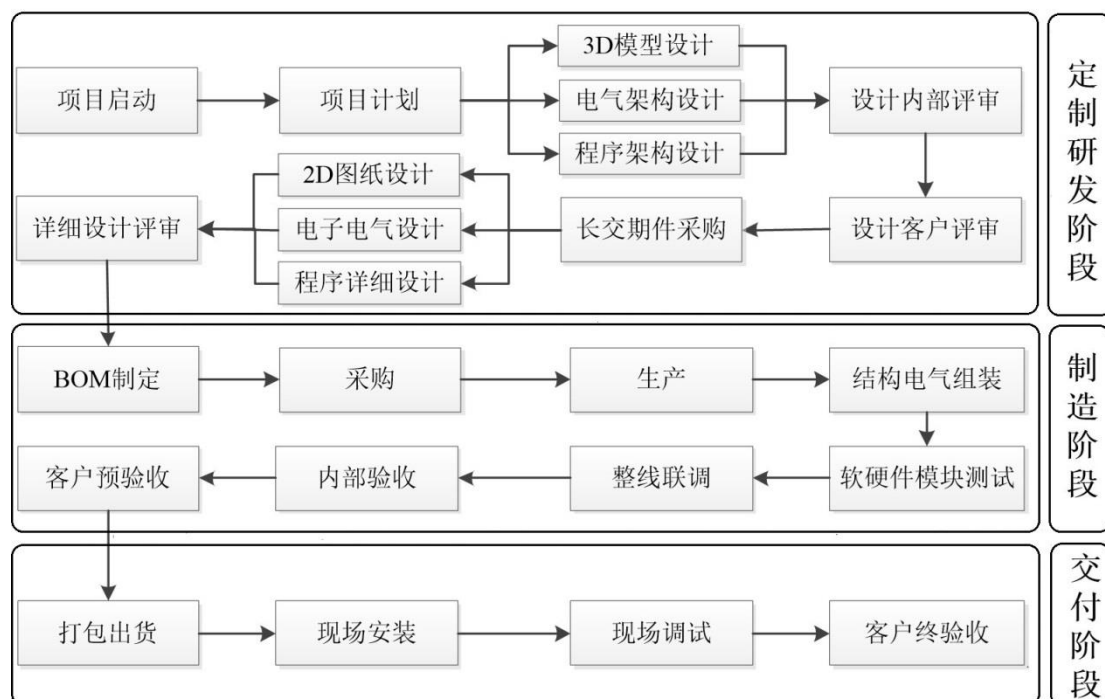 项目启动
项目计划
3D模型设计
电气架构设计
程序架构设计
设计内部评审
设计客户评审
长交期件采购
2D图纸设计
电子电气设计
程序详细设计
详细设计评审
定制研发阶段
BOM制定
采购
生产
结构电气组装
软硬件模块测试
整线联调
内部验收
客户预验收
制造阶段
打包出货
现场安装
现场调试
客户终验收
交付阶段